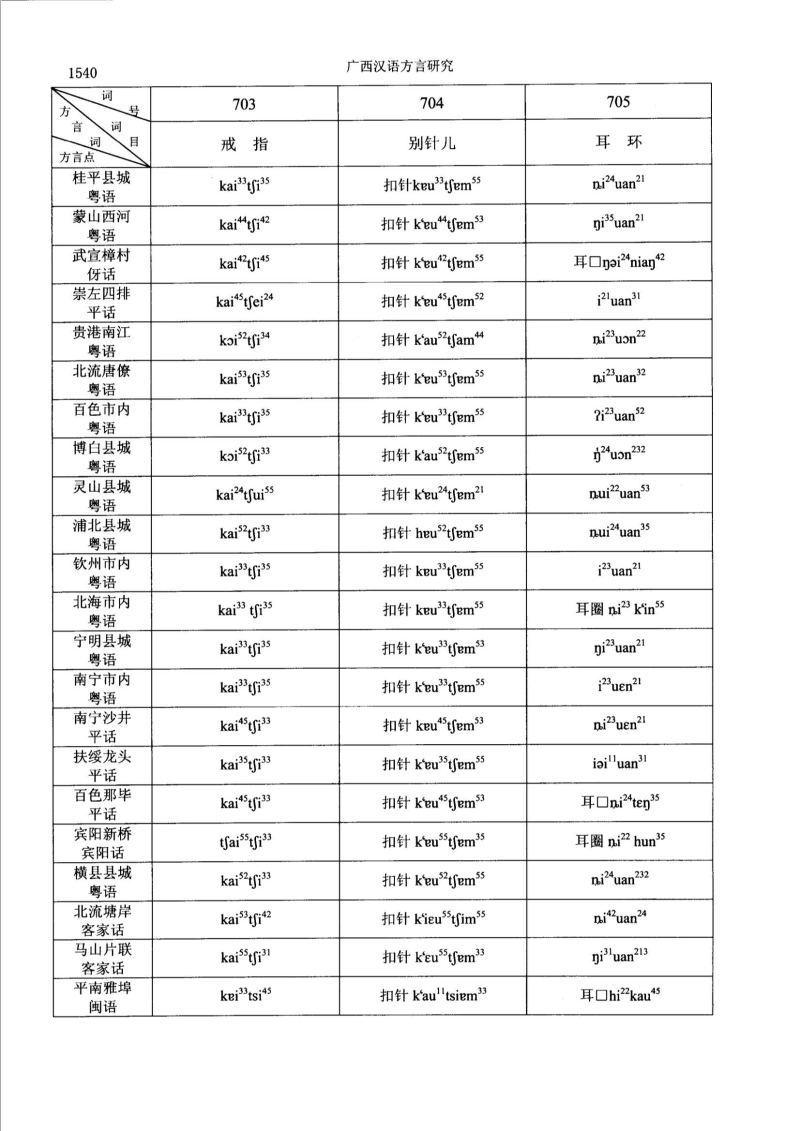 1540
广西汉语方言研究
词号 703 704 705
方言词词目 戒 指 别针儿 耳 环
方言点
桂平县城 粤语 kai³³tʃi³⁵ 扣针kɐu³³tʃɐm⁵⁵ ȵi²⁴uan²¹
蒙山西河 粤语 kai⁴⁴tʃi⁴² 扣针 kʻɐu⁴⁴tʃɐm⁵³ ŋi³⁵uan²¹
武宣樟村 伢话 kai⁴²tʃi⁴⁵ 扣针 kʻɐu⁴²tʃɐm⁵⁵ 耳□ŋəi²⁴niaŋ⁴²
崇左四排 平话 kai⁴⁵tʃei²⁴ 扣针 kʻɐu⁴⁵tʃɐm⁵² i²¹uan³¹
贵港南江 粤语 kɔi⁵²tʃi³⁴ 扣针 kʻau⁵²tʃam⁴⁴ ȵi²³uɔn²²
北流唐僚 粤语 kai⁵³tʃi³⁵ 扣针 kʻɐu⁵³tʃɐm⁵⁵ ȵi²³uan³²
百色市内 粤语 kai³³tʃi³⁵ 扣针 kʻɐu³³tʃɐm⁵⁵ ʔi²³uan⁵²
博白县城 粤语 kɔi⁵²tʃi³³ 扣针 kʻau⁵²tʃɐm⁵⁵ ŋ̍²⁴uɔn²³²
灵山县城 粤语 kai²⁴tʃui⁵⁵ 扣针 kʻɐu²⁴tʃɐm²¹ ȵui²²uan⁵³
浦北县城 粤语 kai⁵²tʃi³³ 扣针 hɐu⁵²tʃɐm⁵⁵ ȵui²⁴uan³⁵
钦州市内 粤语 kai³³tʃi³⁵ 扣针 kɐu³³tʃɐm⁵⁵ i²³uan²¹
北海市内 粤语 kai³³ tʃi³⁵ 扣针 kɐu³³tʃɐm⁵⁵ 耳圈 ȵi²³ kʻin⁵⁵
宁明县城 粤语 kai³³tʃi³⁵ 扣针 kʻɐu³³tʃɐm⁵³ ŋi²³uan²¹
南宁市内 粤语 kai³³tʃi³⁵ 扣针 kʻɐu³³tʃɐm⁵⁵ i²³uɛn²¹
南宁沙井 平话 kai⁴⁵tʃi³³ 扣针 kɐu⁴⁵tʃɐm⁵³ ȵi²³uɛn²¹
扶绥龙头 平话 kai³⁵tʃi³³ 扣针 kʻɐu³⁵tʃɐm⁵⁵ iəi¹¹uan³¹
百色那毕 平话 kai⁴⁵tʃi³³ 扣针 kʻɐu⁴⁵tʃɐm⁵³ 耳□ȵi²⁴tɛŋ³⁵
宾阳新桥 宾阳话 tʃai⁵⁵tʃi³³ 扣针 kʻɐu⁵⁵tʃɐm³⁵ 耳圈 ȵi²² hun³⁵
横县县城 粤语 kai⁵²tʃi³³ 扣针 kʻɐu⁵²tʃɐm⁵⁵ ȵi²⁴uan²³²
北流塘岸 客家话 kai⁵³tʃi⁴² 扣针 kʻiɛu⁵⁵tʃim⁵⁵ ȵi⁴²uan²⁴
马山片联 客家话 kai⁵⁵tʃi³¹ 扣针 kʻɛu⁵⁵tʃɐm³³ ŋi³¹uan²¹³
平南雅埠 闽语 kɐi³³tsi⁴⁵ 扣针 kʻau¹¹tsiɐm³³ 耳□hi²²kau⁴⁵